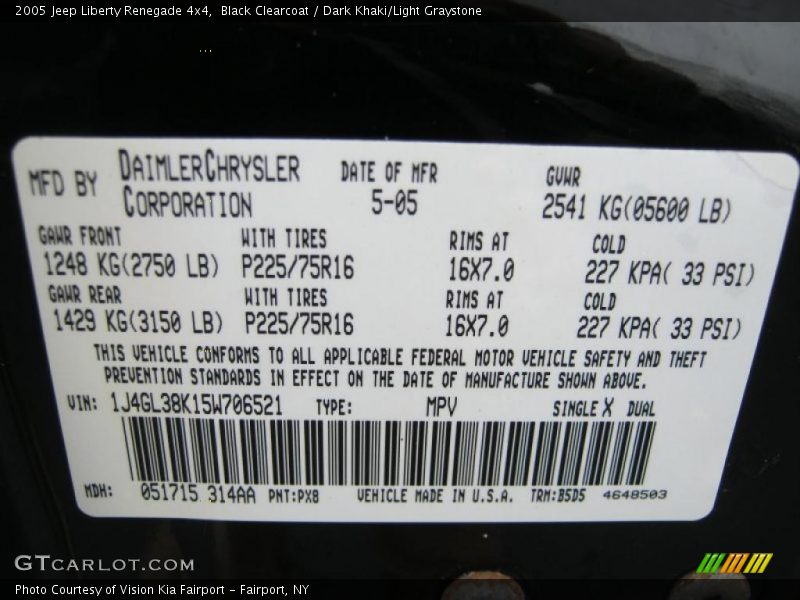 2005 Jeep Liberty Renegade 4x4,  Black Clearcoat / Dark Khaki/Light Graystone
...
MFD BY DAIMLERCHRYSLER CORPORATION DATE OF MFR 5-05 GVWR 2541 KG(05600 LB)
GAWR FRONT WITH TIRES RIMS AT COLD
1248 KG(2750 LB) P225/75R16 16X7.0 227 KPA( 33 PSI)
GAWR REAR WITH TIRES RIMS AT COLD
1429 KG(3150 LB) P225/75R16 16X7.0 227 KPA( 33 PSI)
THIS VEHICLE CONFORMS TO ALL APPLICABLE FEDERAL MOTOR VEHICLE SAFETY AND THEFT
PREVENTION STANDARDS IN EFFECT ON THE DATE OF MANUFACTURE SHOWN ABOVE.
VIN: 1J4GL38K15W706521 TYPE: MPV SINGLE X DUAL
MDH: 051715 314AA PNT:PX8 VEHICLE MADE IN U.S.A. TRM:B5D5 4648503
GTCARLOT.COM
Photo Courtesy of Vision Kia Fairport – Fairport, NY